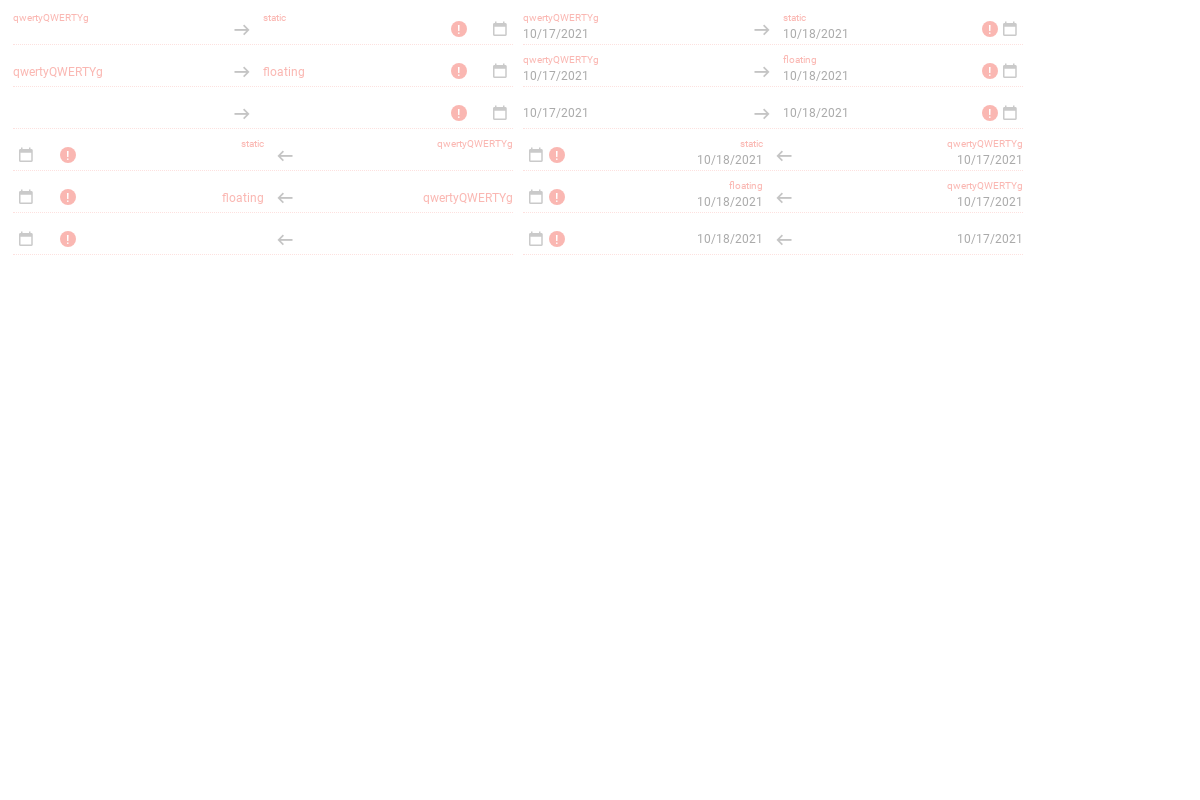 qwertyQWERTYg static qwertyQWERTYg static
10/17/2021 10/18/2021
qwertyQWERTYg floating qwertyQWERTYg floating
10/17/2021 10/18/2021
10/17/2021 10/18/2021
static qwertyQWERTYg static qwertyQWERTYg
10/18/2021 10/17/2021
floating qwertyQWERTYg floating qwertyQWERTYg
10/18/2021 10/17/2021
10/18/2021 10/17/2021